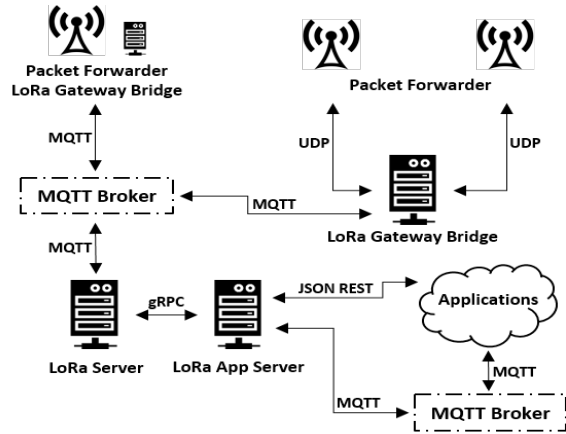 Packet Forwarder
LoRa Gateway Bridge
Packet Forwarder
MQTT
UDP
UDP
MQTT Broker
MQTT
LoRa Gateway Bridge
MQTT
gRPC
JSON REST
Applications
LoRa Server
LoRa App Server
MQTT
MQTT
MQTT Broker